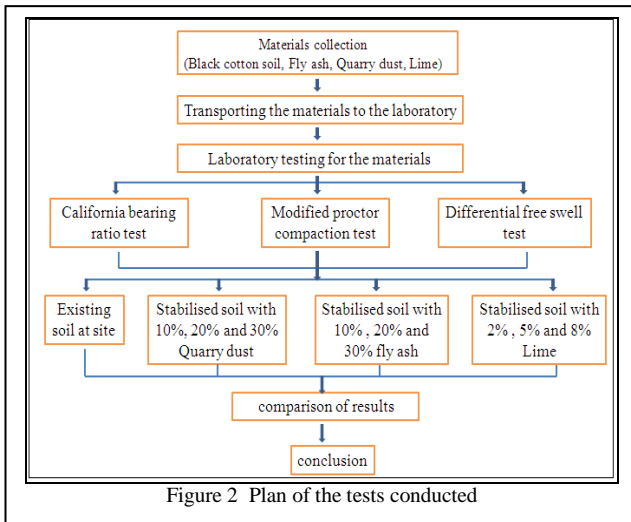 Materials collection
(Black cotton soil, Fly ash, Quarry dust, Lime)
Transporting the materials to the laboratory
Laboratory testing for the materials
California bearing
ratio test
Modified proctor
compaction test
Differential free swell
test
Existing
soil at site
Stabilised soil with
10%, 20% and 30%
Quarry dust
Stabilised soil with
10%, 20% and
30% fly ash
Stabilised soil with
2% , 5% and 8%
Lime
comparison of results
conclusion
Figure 2 Plan of the tests conducted